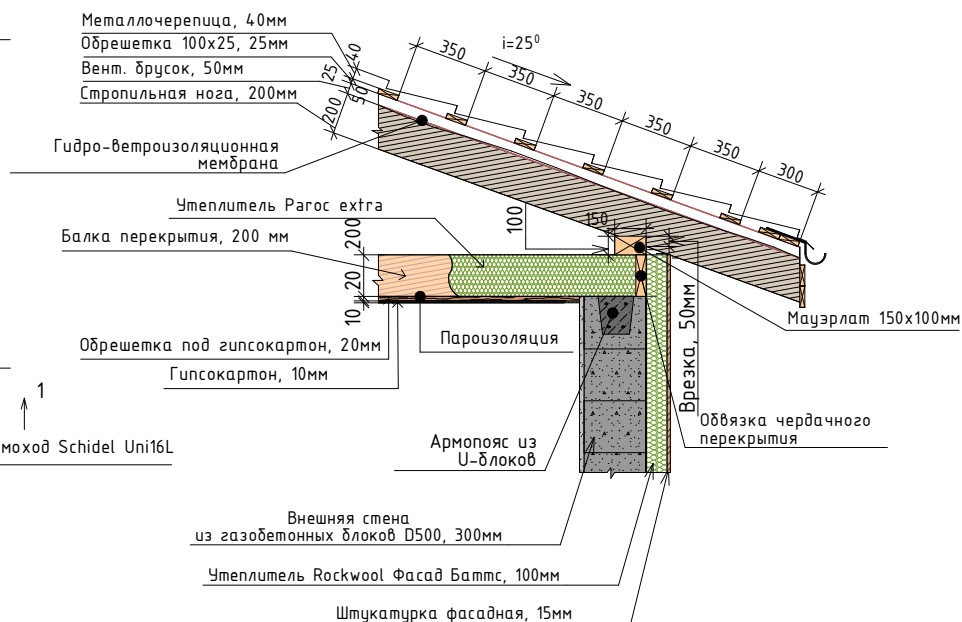 Металлочерепица, 40мм
Обрешетка 100х25, 25мм
Вент. брусок, 50мм
Стропильная нога, 200мм
40
25
50
200
350
i=25⁰
350
350
350
350
300
Гидро-ветроизоляционная
мембрана
Утеплитель Paroc extra
Балка перекрытия, 200 мм
200
20
10
100
150
Мауэрлат 150х100мм
Врезка, 50мм
Обрешетка под гипсокартон, 20мм
Пароизоляция
Гипсокартон, 10мм
1
моход Schidel Uni16L
Обвязка чердачного
перекрытия
Армопояс из
U-блоков
Внешняя стена
из газобетонных блоков D500, 300мм
Утеплитель Rockwool Фасад Баттс, 100мм
Штукатурка фасадная, 15мм